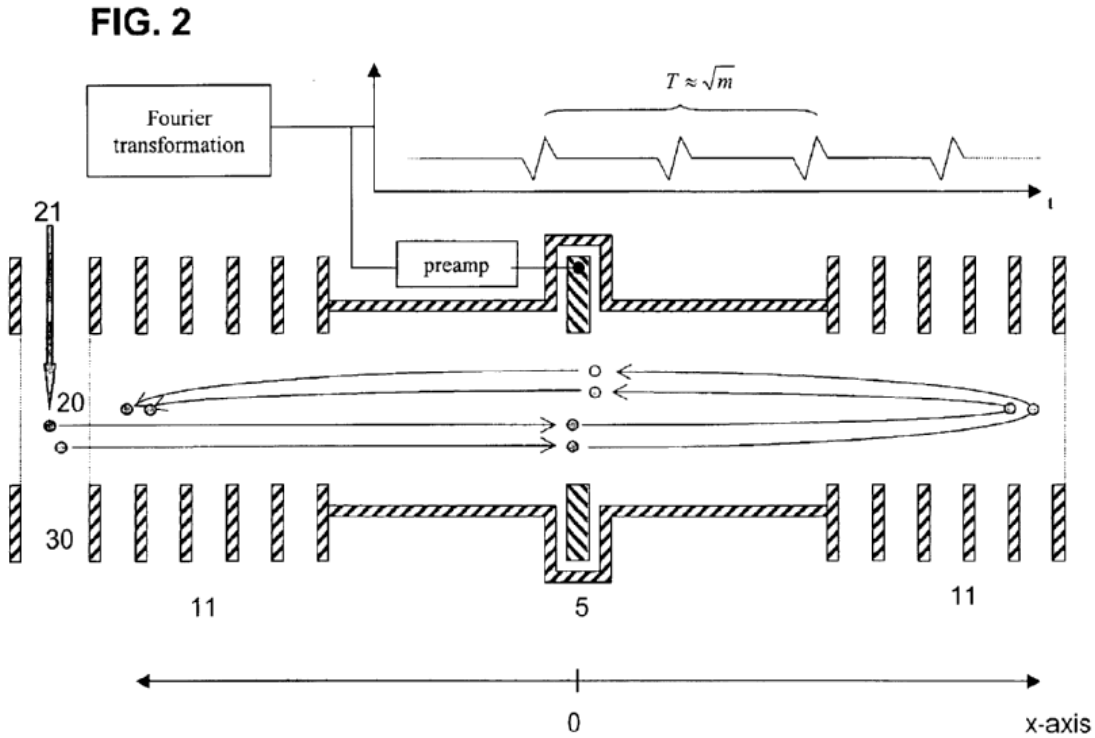 FIG. 2
Fourier
transformation
T ≈ √m
t
21
preamp
20
30
11
5
11
0
x-axis